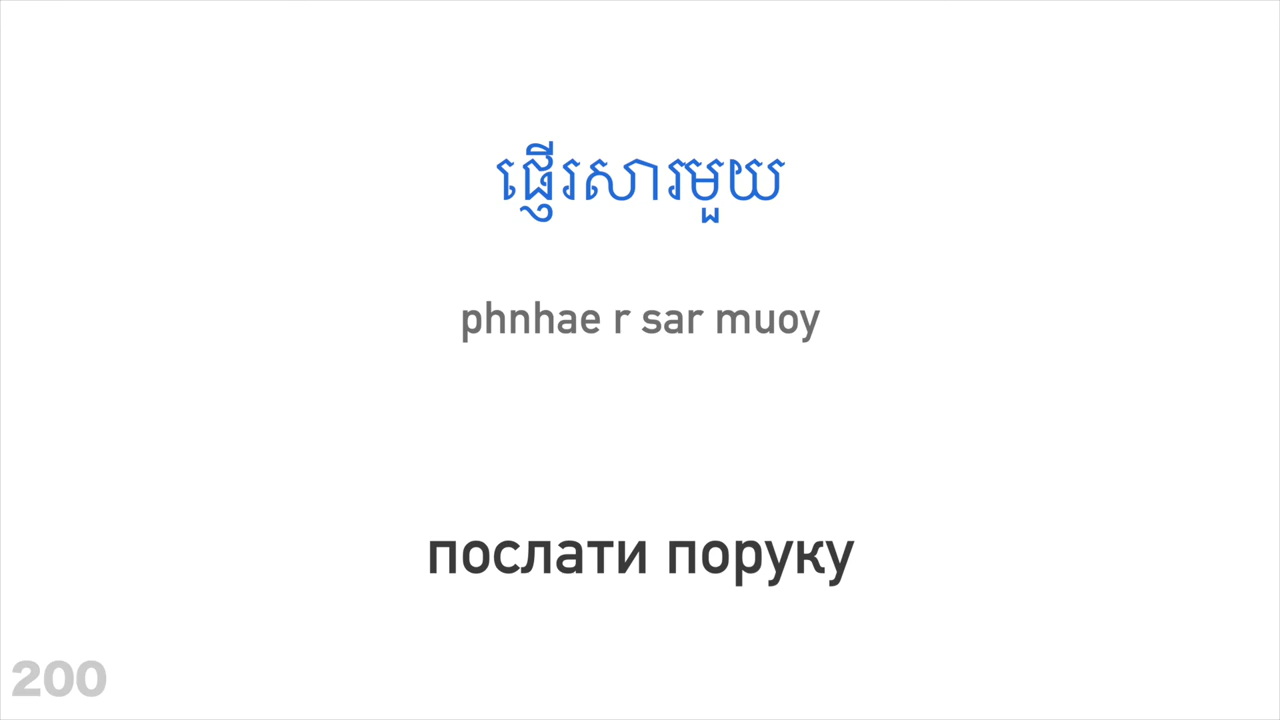 ផ្ញើរសារមួយ
phnhae r sar muoy
послати поруку
200